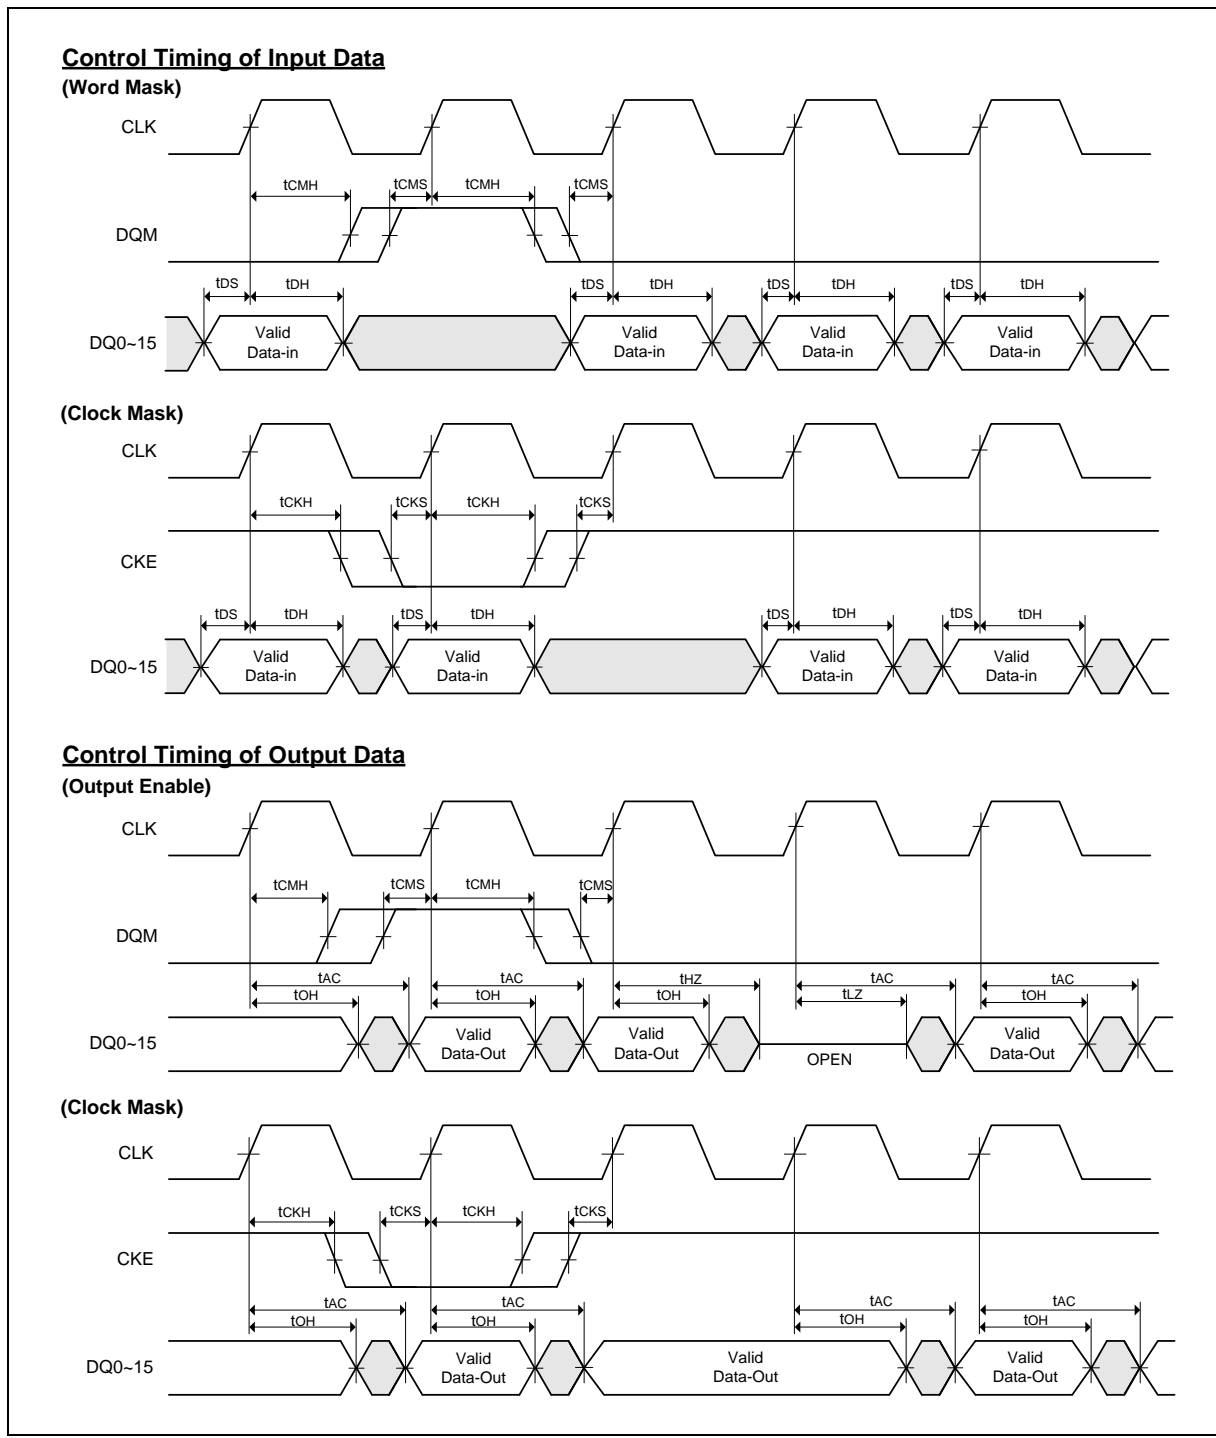 Control Timing of Input Data
(Word Mask)
CLK
tCMH tCMS tCMH tCMS
DQM
tDS tDH tDS tDH tDS tDH tDS tDH
DQ0~15
Valid Data-in
Valid Data-in
Valid Data-in
Valid Data-in
(Clock Mask)
CLK
tCKH tCKS tCKH tCKS
CKE
tDS tDH tDS tDH tDS tDH tDS tDH
DQ0~15
Valid Data-in
Valid Data-in
Valid Data-in
Valid Data-in
Control Timing of Output Data
(Output Enable)
CLK
tCMH tCMS tCMH tCMS
DQM
tAC tAC tHZ tAC tAC
tOH tOH tOH tLZ tOH
DQ0~15
Valid Data-Out
Valid Data-Out
OPEN
Valid Data-Out
(Clock Mask)
CLK
tCKH tCKS tCKH tCKS
CKE
tAC tAC tAC tAC
tOH tOH tOH tOH
DQ0~15
Valid Data-Out
Valid Data-Out
Valid Data-Out